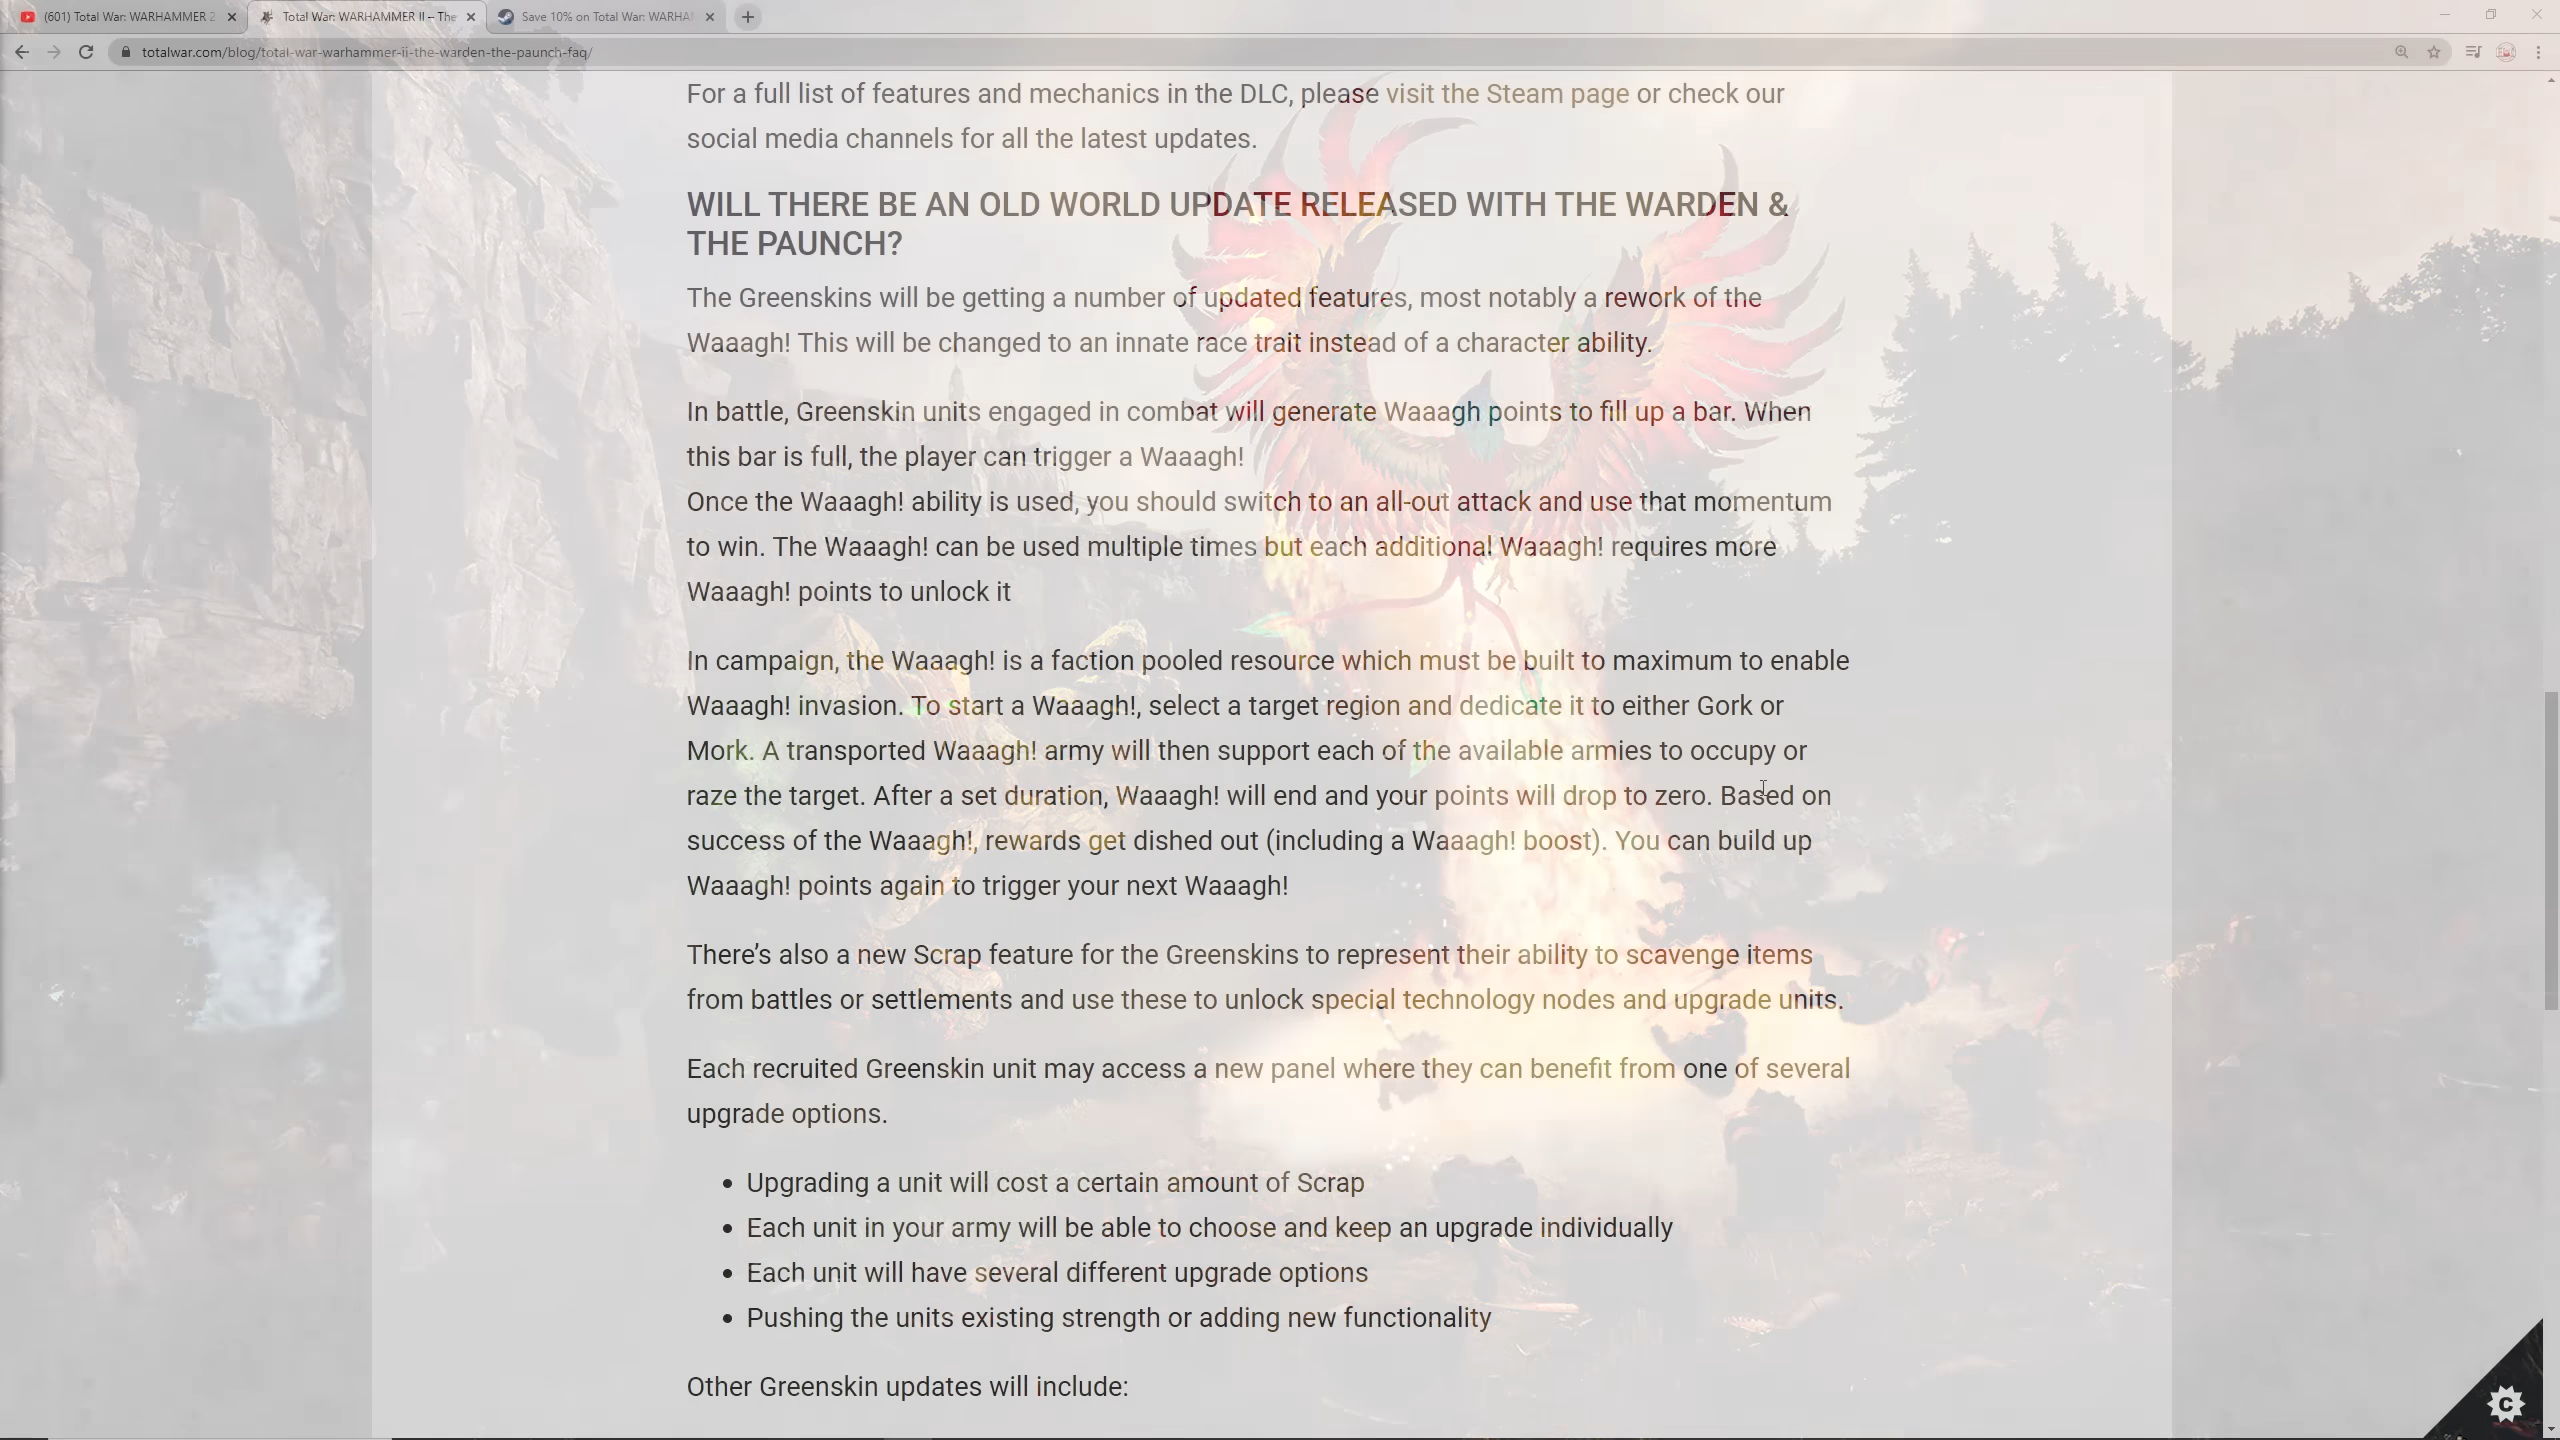 (601) Total War: WARHAMMER 2
Total War: WARHAMMER II – The
Save 10% on Total War: WARHA
totalwar.com/blog/total-war-warhammer-ii-the-warden-the-paunch-faq/
For a full list of features and mechanics in the DLC, please visit the Steam page or check our
social media channels for all the latest updates.
WILL THERE BE AN OLD WORLD UPDATE RELEASED WITH THE WARDEN &
THE PAUNCH?
The Greenskins will be getting a number of updated features, most notably a rework of the
Waaagh! This will be changed to an innate race trait instead of a character ability.
In battle, Greenskin units engaged in combat will generate Waaagh points to fill up a bar. When
this bar is full, the player can trigger a Waaagh!
Once the Waaagh! ability is used, you should switch to an all-out attack and use that momentum
to win. The Waaagh! can be used multiple times but each additional Waaagh! requires more
Waaagh! points to unlock it
In campaign, the Waaagh! is a faction pooled resource which must be built to maximum to enable
Waaagh! invasion. To start a Waaagh!, select a target region and dedicate it to either Gork or
Mork. A transported Waaagh! army will then support each of the available armies to occupy or
raze the target. After a set duration, Waaagh! will end and your points will drop to zero. Based on
success of the Waaagh!, rewards get dished out (including a Waaagh! boost). You can build up
Waaagh! points again to trigger your next Waaagh!
There's also a new Scrap feature for the Greenskins to represent their ability to scavenge items
from battles or settlements and use these to unlock special technology nodes and upgrade units.
Each recruited Greenskin unit may access a new panel where they can benefit from one of several
upgrade options.
• Upgrading a unit will cost a certain amount of Scrap
• Each unit in your army will be able to choose and keep an upgrade individually
• Each unit will have several different upgrade options
• Pushing the units existing strength or adding new functionality
Other Greenskin updates will include:
C